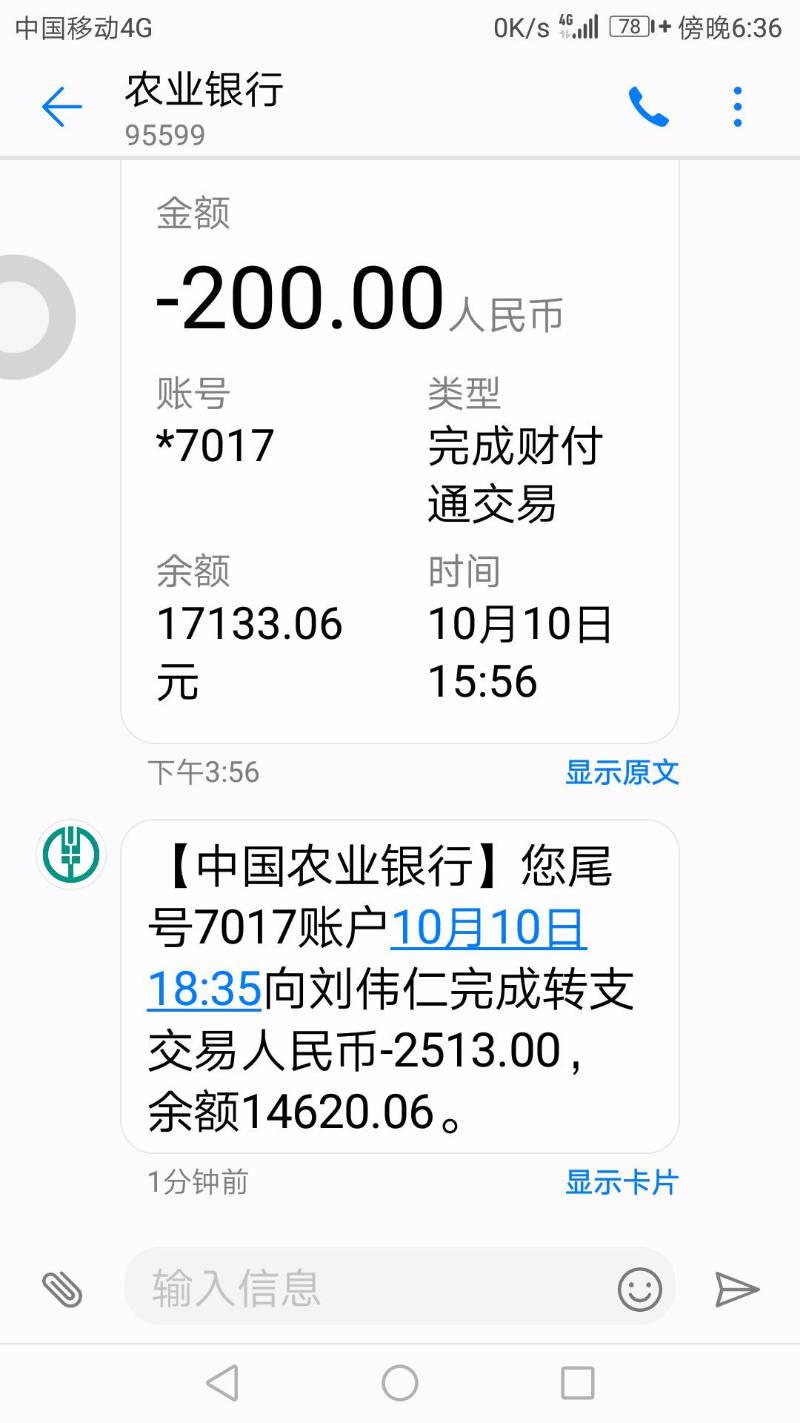 中国移动4G 0K/s 4G 78 傍晚6:36
农业银行
95599
金额
-200.00人民币
账号 类型
*7017 完成财付
通交易
余额 时间
17133.06 10月10日
元 15:56
下午3:56 显示原文
【中国农业银行】您尾
号7017账户10月10日
18:35向刘伟仁完成转支
交易人民币-2513.00，
余额14620.06。
1分钟前 显示卡片
输入信息